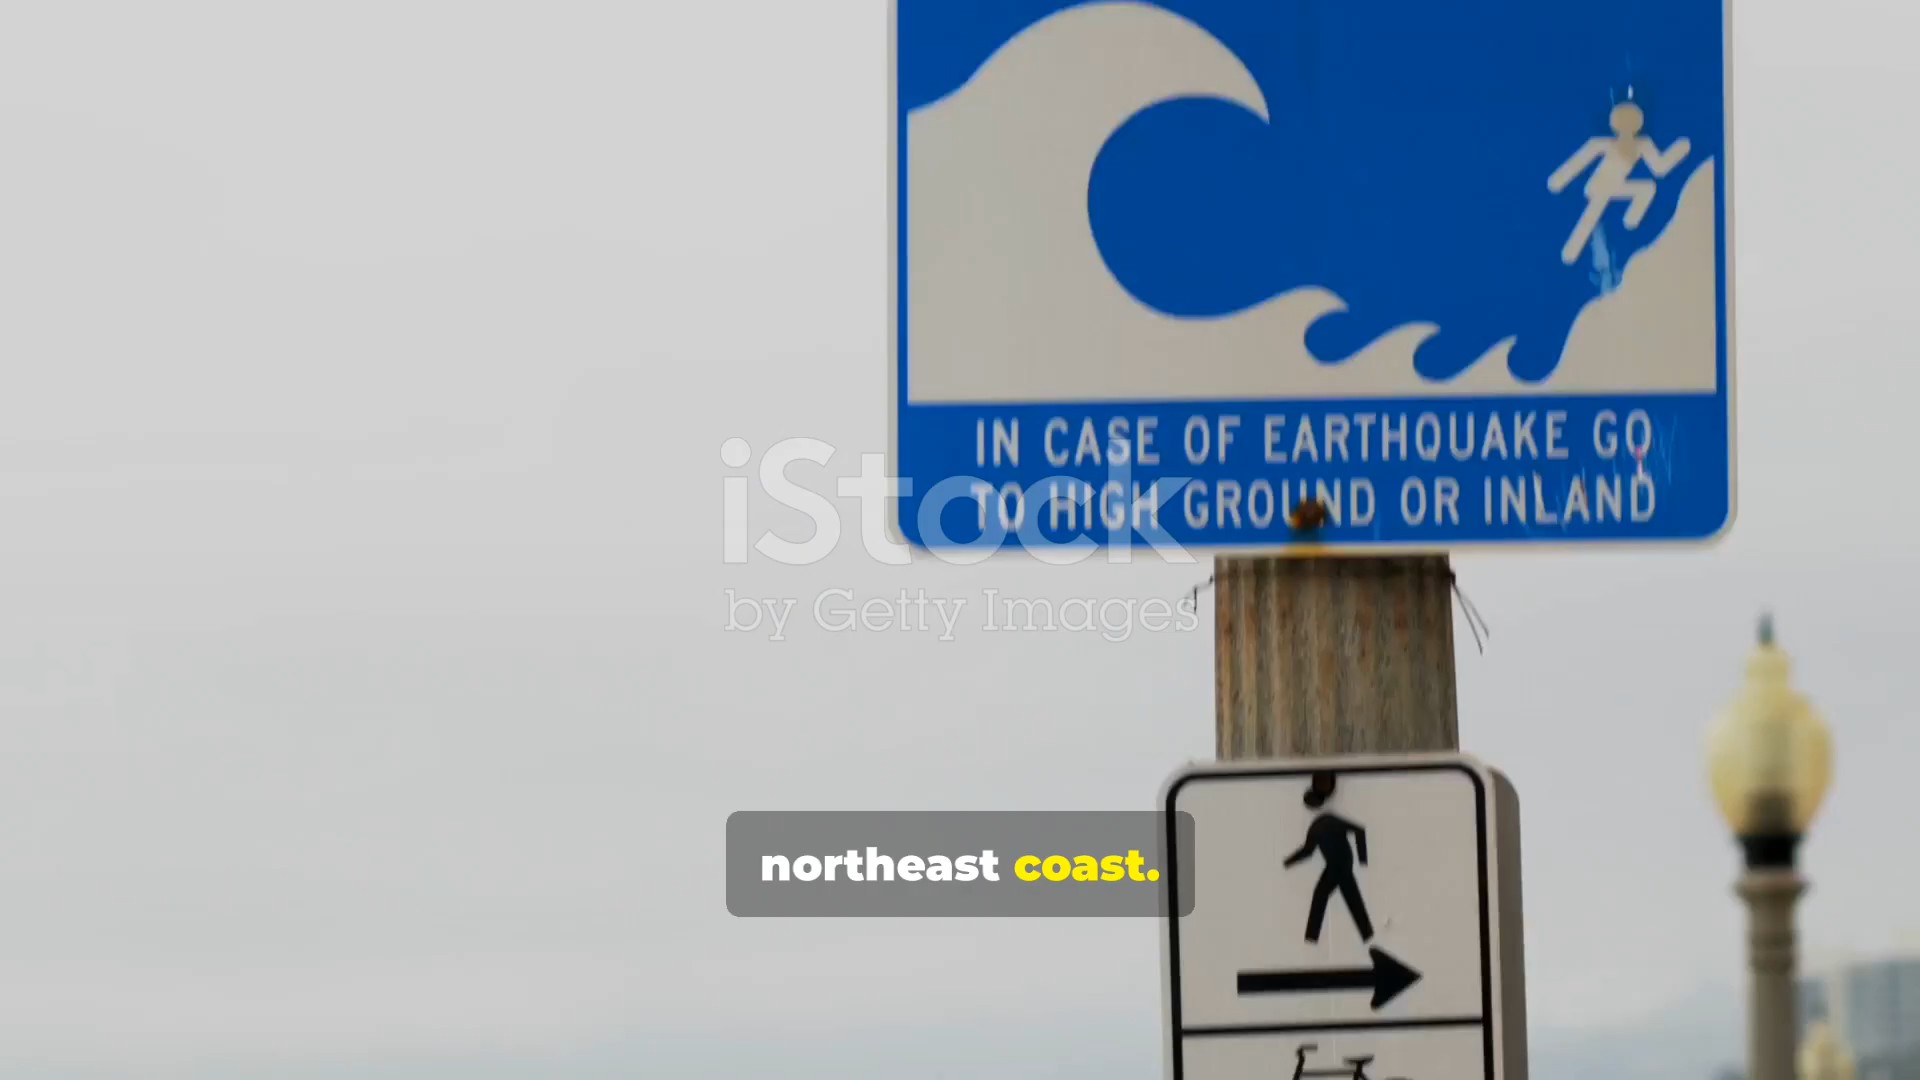 IN CASE OF EARTHQUAKE GO
TO HIGH GROUND OR INLAND
iStock
by Getty Images
northeast coast.